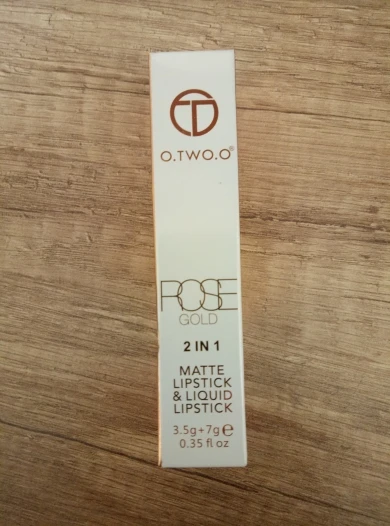 O.TWO.O®
ROSE
GOLD
2 IN 1
MATTE
LIPSTICK
& LIQUID
LIPSTICK
3.5g+7g℮
0.35 fl oz